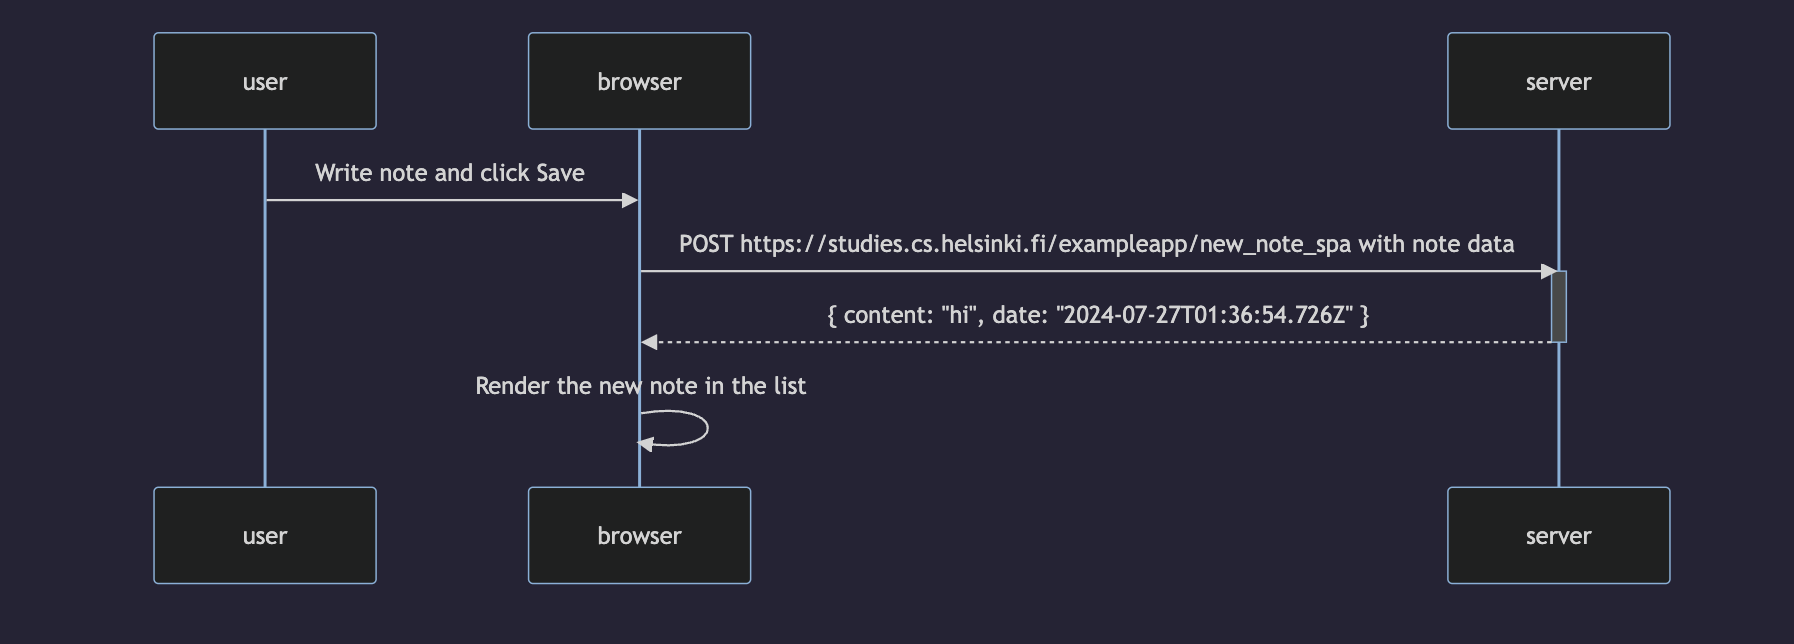 user
browser
server
Write note and click Save
POST https://studies.cs.helsinki.fi/exampleapp/new_note_spa with note data
{ content: "hi", date: "2024-07-27T01:36:54.726Z" }
Render the new note in the list
user
browser
server